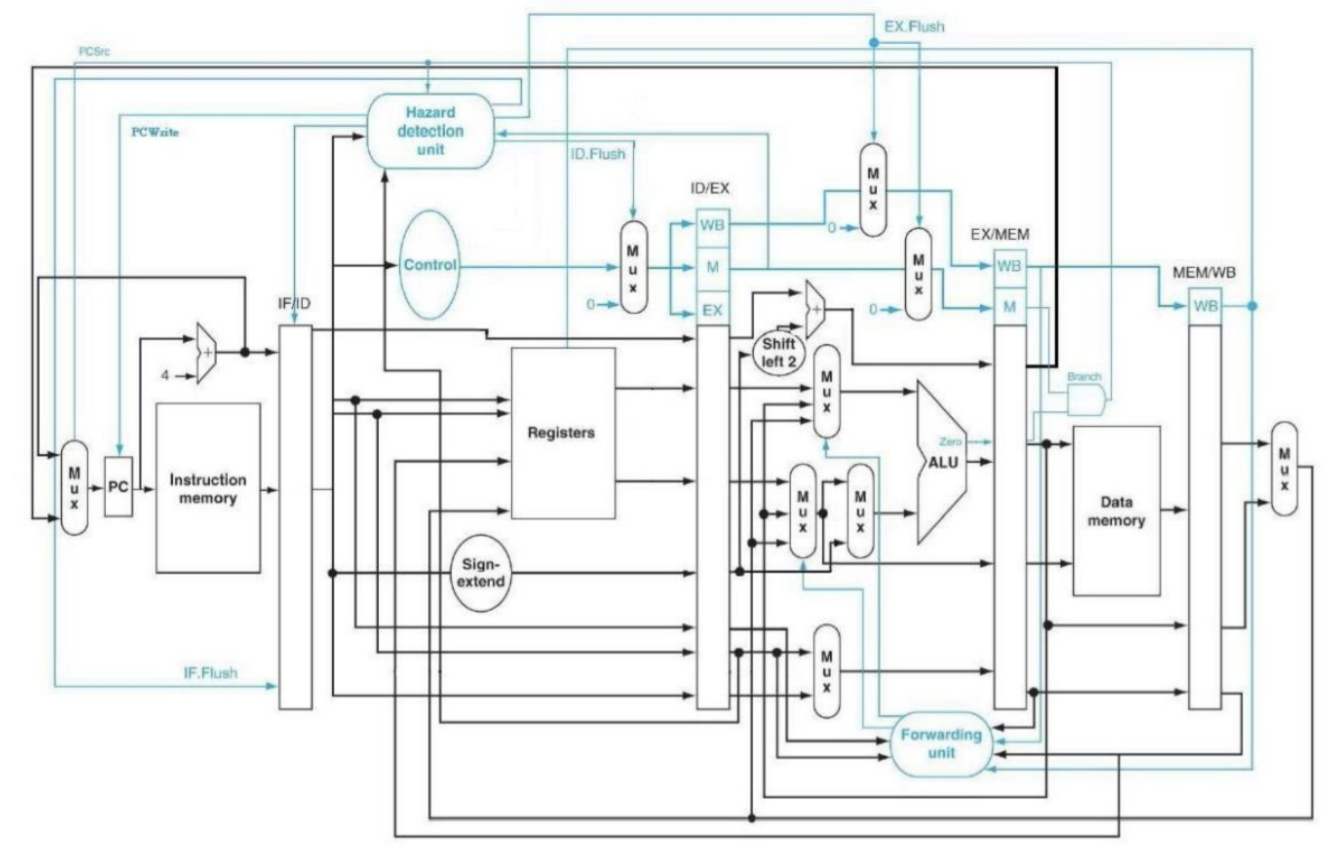 EX.Flush
PCSrc
Hazard
detection
unit
PCWrite
ID.Flush
M
u
x
ID/EX
WB
0
M
u
x
Control
M
u
x
EX/MEM
WB
M
MEM/WB
WB
0
M
EX
0
IF/ID
+
Shift
left 2
+
4
M
u
x
Branch
Registers
Zero
ALU
M
u
x
PC
Instruction
memory
M
u
x
M
u
x
Data
memory
M
u
x
Sign-
extend
M
u
x
IF.Flush
Forwarding
unit